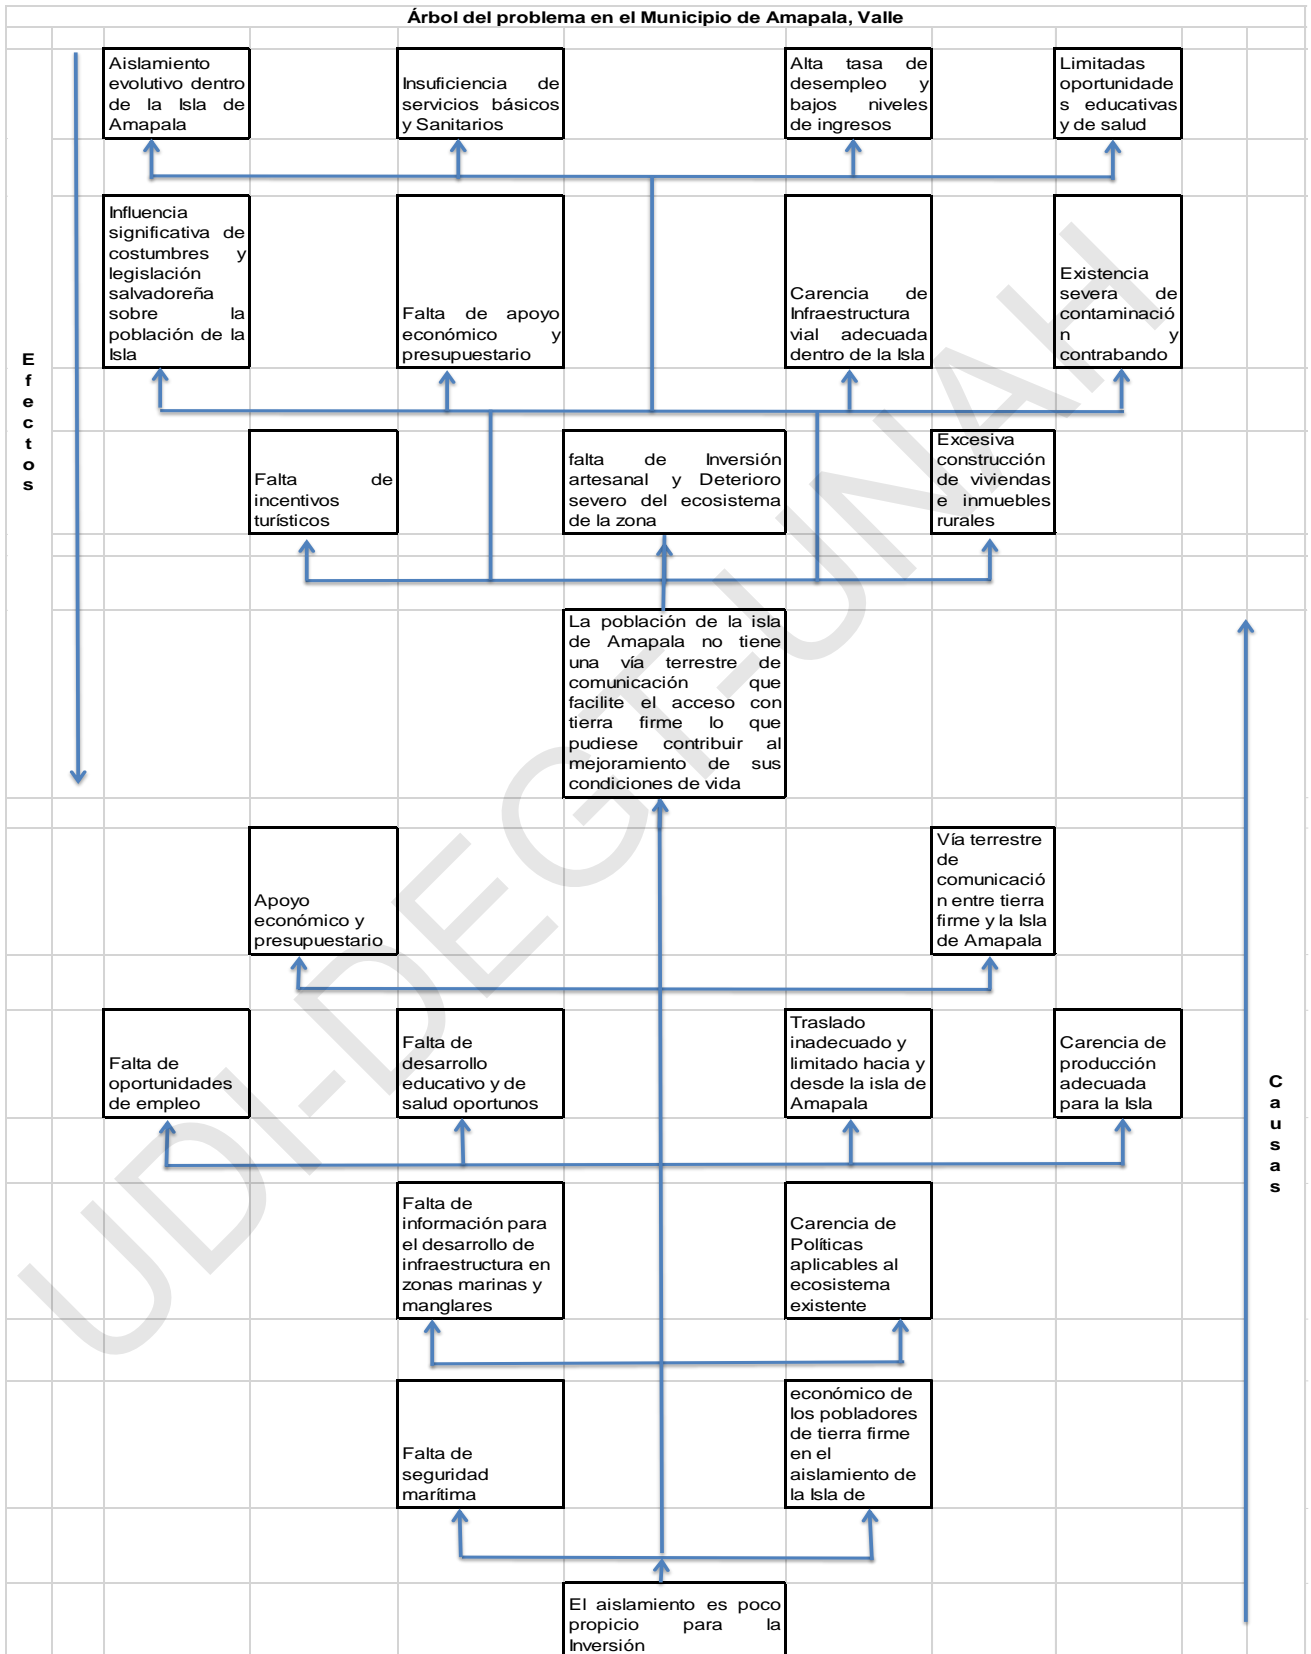 Árbol del problema en el Municipio de Amapala, Valle
Aislamiento
evolutivo dentro
de la Isla de
Amapala
Insuficiencia de
servicios básicos
y Sanitarios
Alta tasa de
desempleo y
bajos niveles
de ingresos
Limitadas
oportunidade
s educativas
y de salud
Influencia
significativa de
costumbres y
legislación
salvadoreña
sobre la
población de la
Isla
Falta de apoyo
económico y
presupuestario
Carencia de
Infraestructura
vial adecuada
dentro de la Isla
Existencia
severa de
contaminació
n y
contrabando
E
f
e
c
t
o
s
Falta de
incentivos
turísticos
falta de Inversión
artesanal y Deterioro
severo del ecosistema
de la zona
Excesiva
construcción
de viviendas
e inmuebles
rurales
La población de la isla
de Amapala no tiene
una vía terrestre de
comunicación que
facilite el acceso con
tierra firme lo que
pudiese contribuir al
mejoramiento de sus
condiciones de vida
Apoyo
económico y
presupuestario
Vía terrestre
de
comunicació
n entre tierra
firme y la Isla
de Amapala
Falta de
oportunidades
de empleo
Falta de
desarrollo
educativo y de
salud oportunos
Traslado
inadecuado y
limitado hacia y
desde la isla de
Amapala
Carencia de
producción
adecuada
para la Isla
C
a
u
s
a
s
Falta de
información para
el desarrollo de
infraestructura en
zonas marinas y
manglares
Carencia de
Políticas
aplicables al
ecosistema
existente
Falta de
seguridad
marítima
económico de
los pobladores
de tierra firme
en el
aislamiento de
la Isla de
El aislamiento es poco
propicio para la
Inversión
UDI-DEGT-UNAH